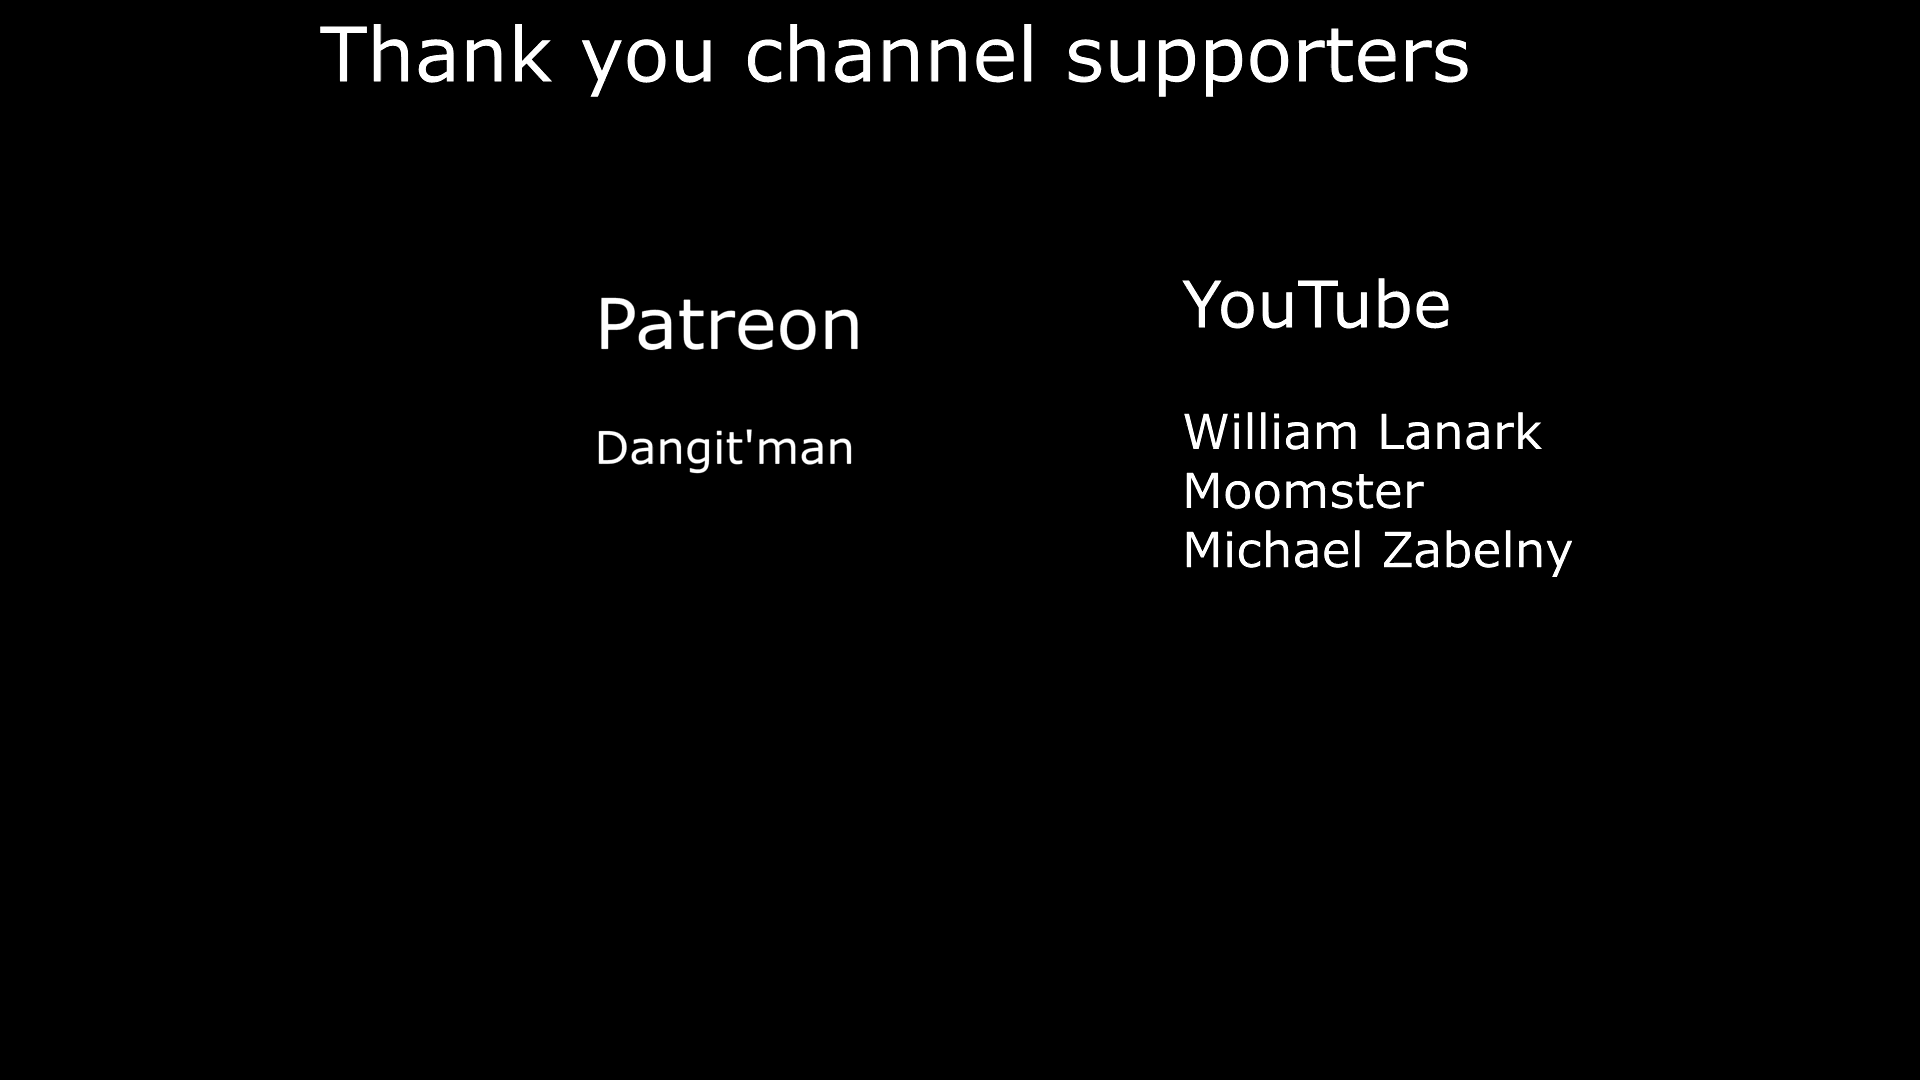 Thank you channel supporters
Patreon
Dangit'man
YouTube
William Lanark
Moomster
Michael Zabelny